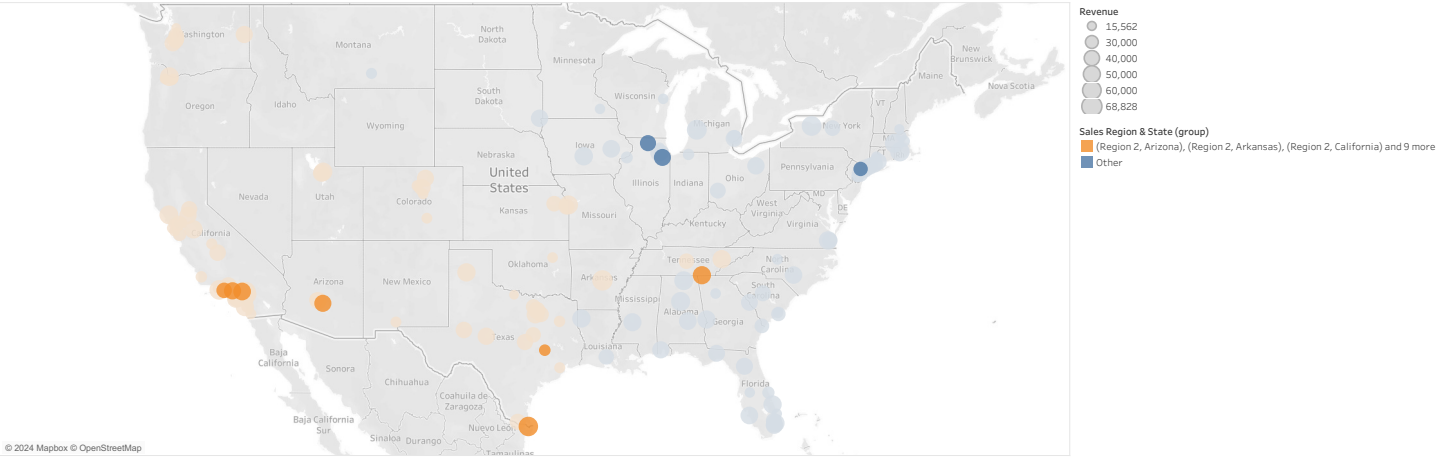 Washington
Montana
North
Dakota
Minnesota
South
Dakota
Wisconsin
Michigan
Oregon
Idaho
Wyoming
Nebraska
Iowa
United
States
Nevada
Utah
Colorado
Kansas
Missouri
Illinois
Indiana
Ohio
Pennsylvania
New York
VT
Maine
New
Brunswick
Nova Scotia
MD
DE
West
Virginia
Virginia
Kentucky
California
Arizona
New Mexico
Oklahoma
Arkansas
Tennessee
North
Carolina
South
Carolina
Mississippi
Alabama
Georgia
Texas
Louisiana
Florida
Baja
California
Sonora
Chihuahua
Coahuila de
Zaragoza
Baja California
Sur
Sinaloa
Durango
Nuevo León
Tamaulipas
© 2024 Mapbox © OpenStreetMap
Revenue
15,562
30,000
40,000
50,000
60,000
68,828
Sales Region & State (group)
(Region 2, Arizona), (Region 2, Arkansas), (Region 2, California) and 9 more
Other